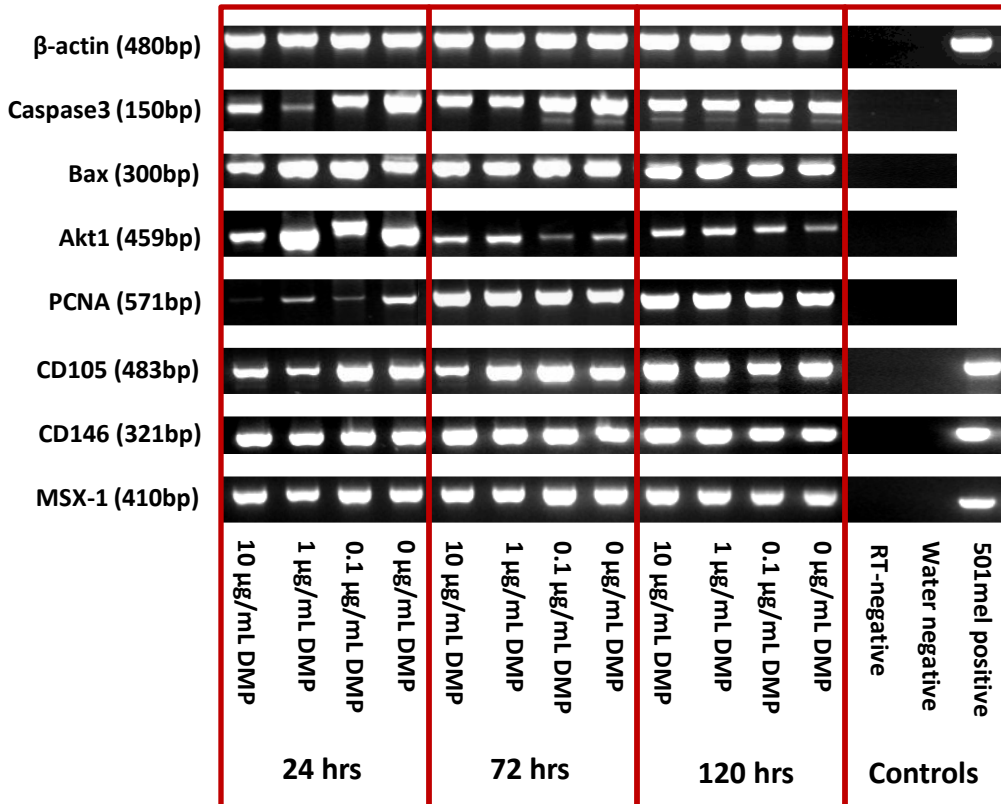 β-actin (480bp)
Caspase3 (150bp)
Bax (300bp)
Akt1 (459bp)
PCNA (571bp)
CD105 (483bp)
CD146 (321bp)
MSX-1 (410bp)
10 µg/mL DMP
1 µg/mL DMP
0.1 µg/mL DMP
0 µg/mL DMP
10 µg/mL DMP
1 µg/mL DMP
0.1 µg/mL DMP
0 µg/mL DMP
10 µg/mL DMP
1 µg/mL DMP
0.1 µg/mL DMP
0 µg/mL DMP
RT-negative
Water negative
501mel positive
24 hrs
72 hrs
120 hrs
Controls